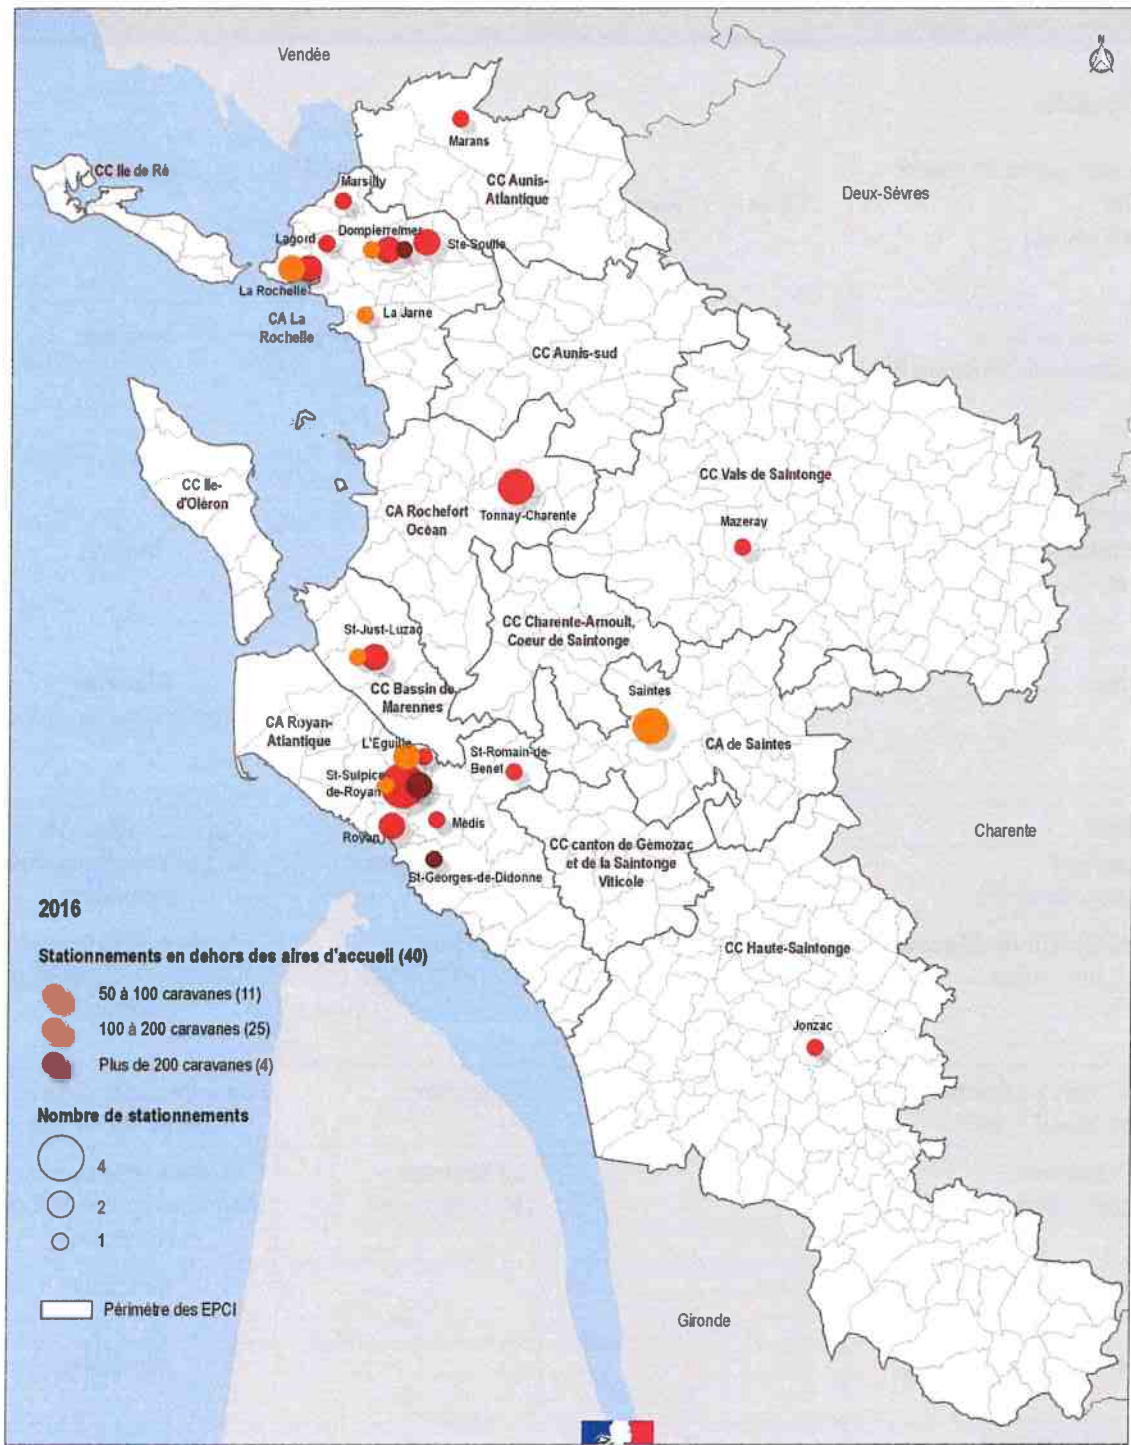 Vendée
N
Marans
CC Ile de Ré
Marsilly
CC Aunis-
Atlantique
Deux-Sèvres
Lagord
Dompierre/mer
Ste-Soulle
La Rochelle
La Jarne
CA La
Rochelle
CC Aunis-sud
CC Ile-
d'Oléron
CC Vals de Saintonge
CA Rochefort
Océan
Tonnay-Charente
Mazeray
CC Charente-Arnoult,
Coeur de Saintonge
St-Just-Luzac
CC Bassin de
Marennes
Saintes
CA Royan-
Atlantique
L'Eguille
St-Romain-de-
Benet
CA de Saintes
St-Sulpice
de-Royan
Royan
Médis
Charente
CC canton de Gémozac
et de la Saintonge
Viticole
St-Georges-de-Didonne
2016
CC Haute-Saintonge
Stationnements en dehors des aires d'accueil (40)
50 à 100 caravanes (11)
100 à 200 caravanes (25)
Plus de 200 caravanes (4)
Jonzac
Nombre de stationnements
4
2
1
Périmètre des EPCI
Gironde